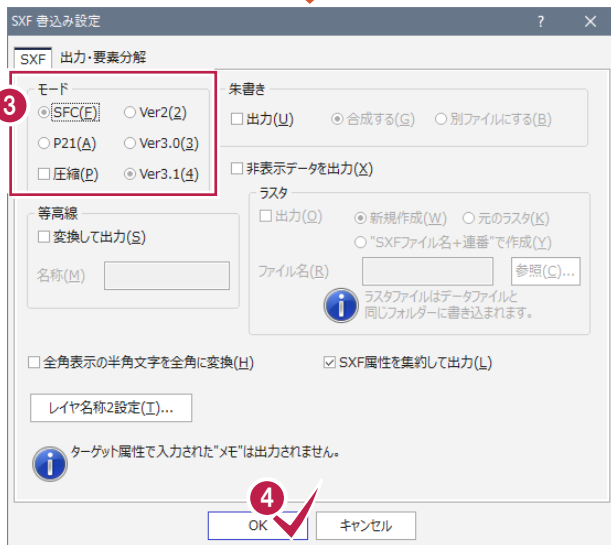 SXF 書込み設定 ? ×
SXF 出力・要素分解
3
モード
SFC(F) Ver2(2)
P21(A) Ver3.0(3)
圧縮(P) Ver3.1(4)
朱書き
出力(U) 合成する(G) 別ファイルにする(B)
非表示データを出力(X)
等高線
変換して出力(S)
名称(M)
ラスタ
出力(O) 新規作成(W) 元のラスタ(K)
"SXFファイル名+連番"で作成(Y)
ファイル名(R) 参照(C)...
ラスタファイルはデータファイルと
同じフォルダーに書き込まれます。
全角表示の半角文字を全角に変換(H) SXF属性を集約して出力(L)
レイヤ名称2設定(T)...
ターゲット属性で入力された"メモ"は出力されません。
4
OK キャンセル